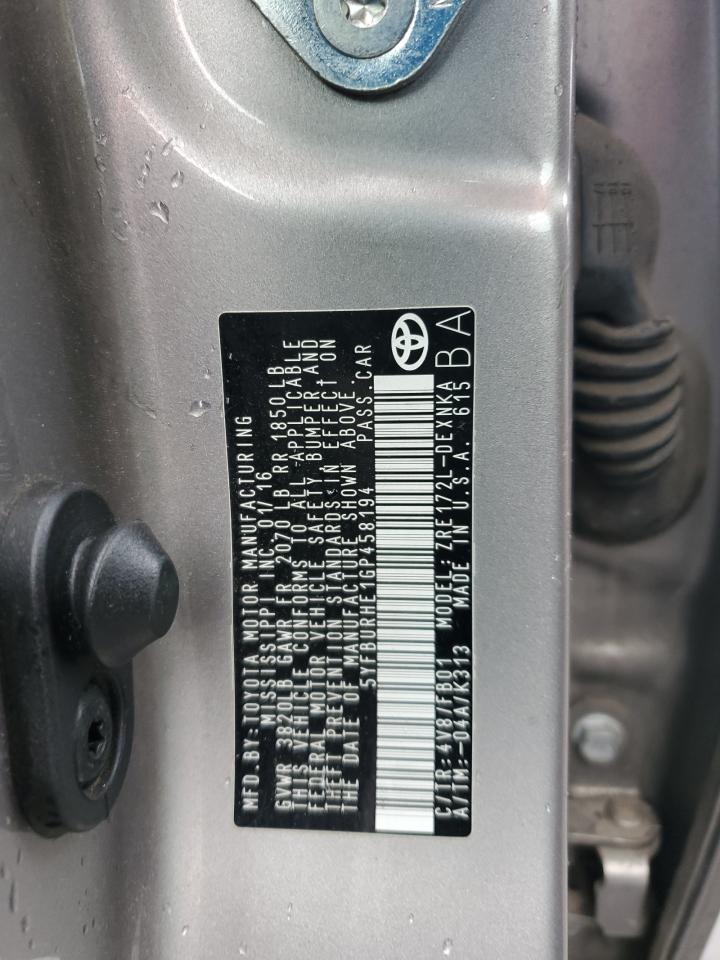 MFD.BY:TOYOTA MOTOR MANUFACTURING
MISSISSIPPI, INC.01/16
GVWR 3820LB GAWR FR 2070 LB RR 1850 LB
THIS VEHICLE CONFORMS TO ALL APPLICABLE
FEDERAL MOTOR VEHICLE SAFETY BUMPER AND
THEFT PREVENTION STANDARDS IN EFFECT ON
THE DATE OF MANUFACTURE SHOWN ABOVE.
5YFBURHE1GP458194 PASS.CAR
C/TR:4V8/FB01 MODEL:ZRE172L-DEXNKA
A/TM:-04A/K313 MADE IN U.S.A. 615
BA